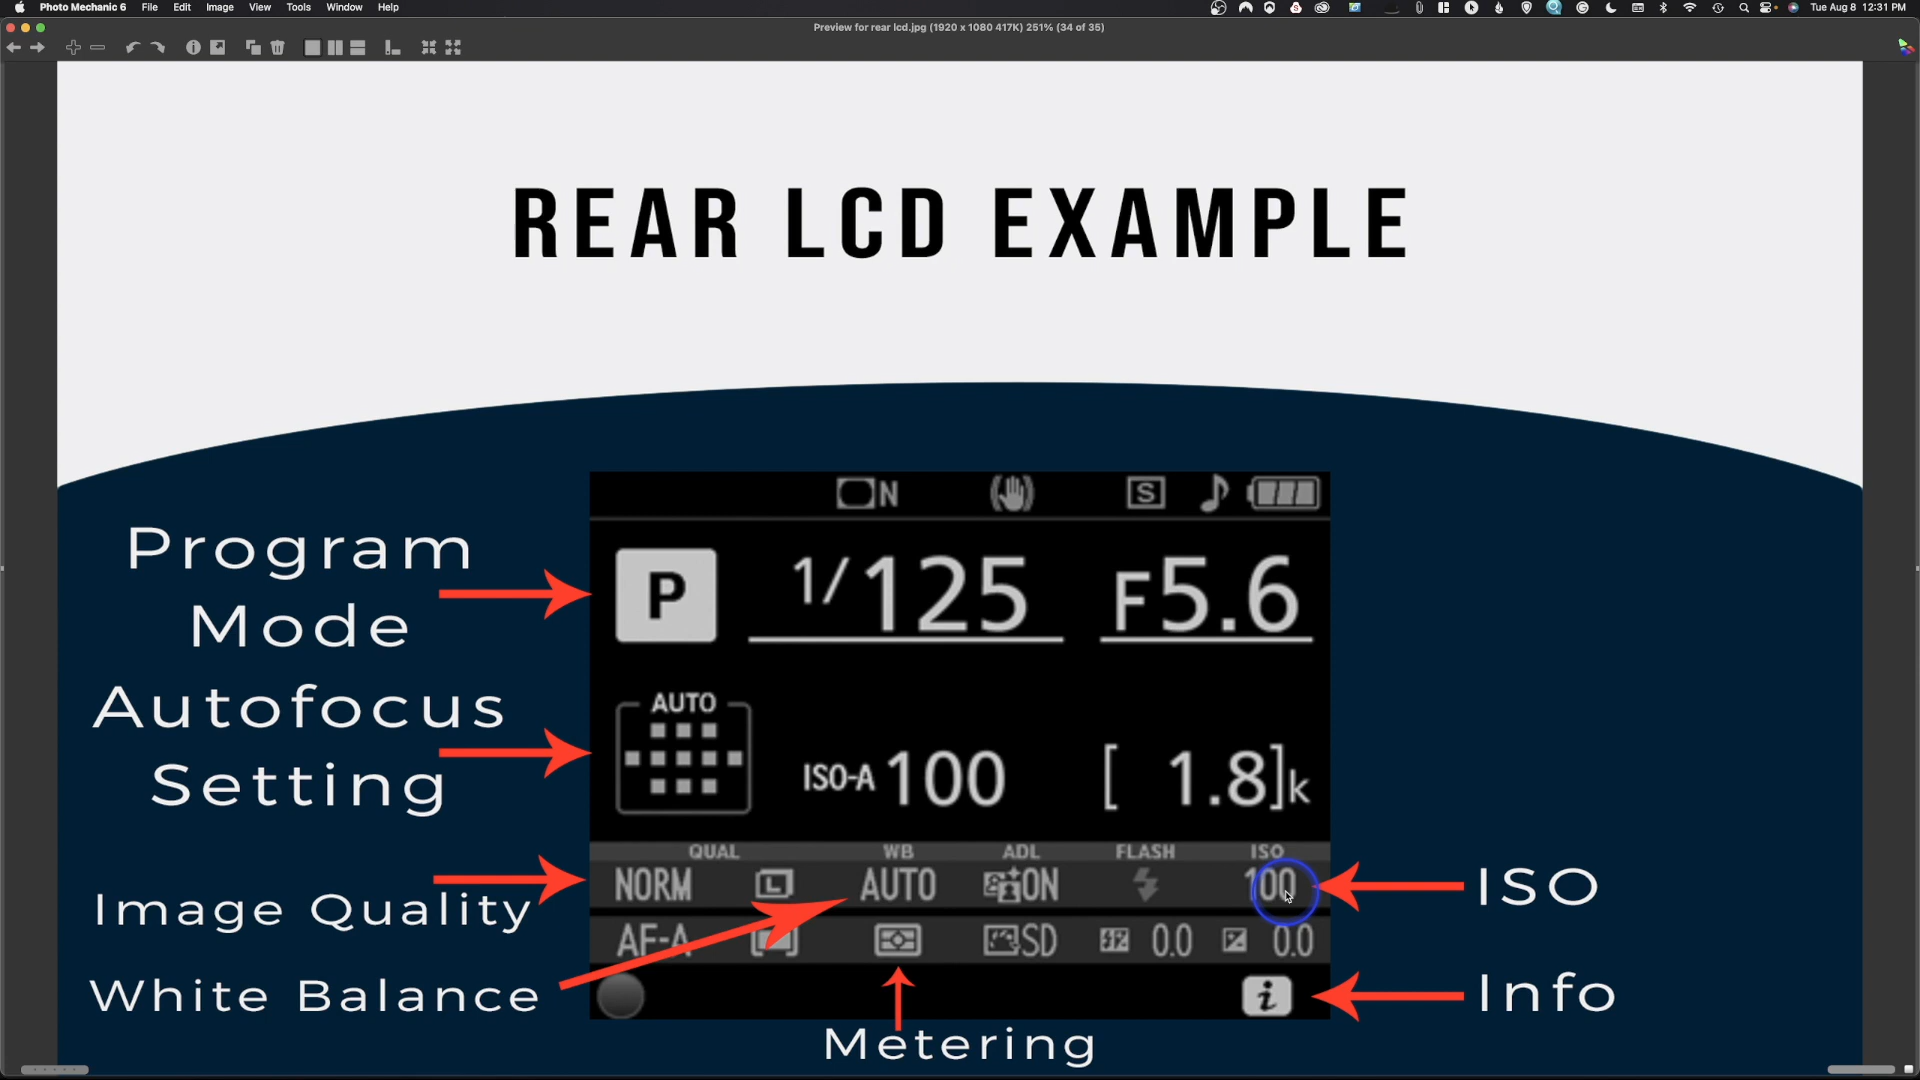 Photo Mechanic 6 File Edit Image View Tools Window Help Tue Aug 8 12:31 PM
Preview for rear lcd.jpg (1920 x 1080 417K) 251% (34 of 35)
REAR LCD EXAMPLE
N S
Program
Mode
P 1/125 F5.6
Autofocus
Setting
AUTO
ISO-A 100 [ 1.8]k
QUAL WB ADL FLASH ISO
NORM L AUTO ON 100
ISO
Image Quality
AF-A SD 0.0 0.0
White Balance
i
Info
Metering